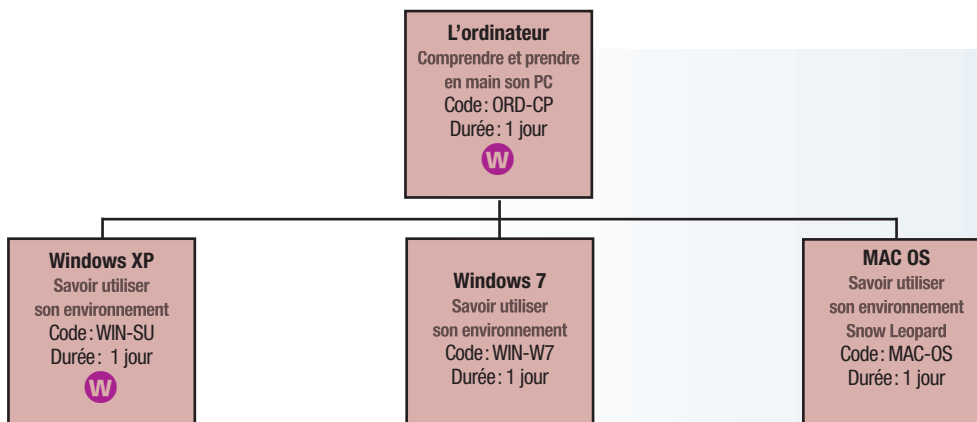 L’ordinateur
Comprendre et prendre
en main son PC
Code : ORD-CP
Durée : 1 jour
W
Windows XP
Savoir utiliser
son environnement
Code : WIN-SU
Durée : 1 jour
W
Windows 7
Savoir utiliser
son environnement
Code : WIN-W7
Durée : 1 jour
MAC OS
Savoir utiliser
son environnement
Snow Leopard
Code : MAC-OS
Durée : 1 jour